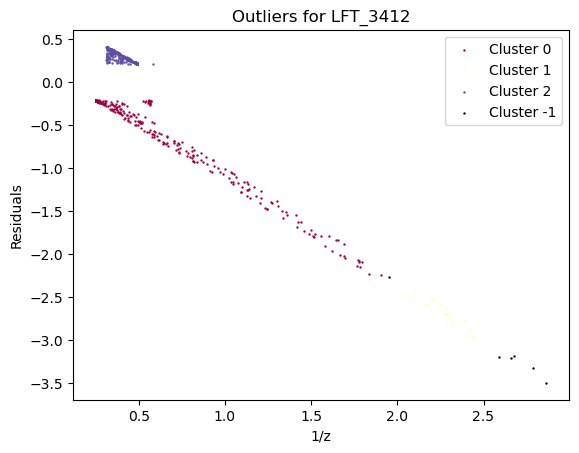 Outliers for LFT_3412
Cluster 0
Cluster 1
Cluster 2
Cluster -1
Residuals
0.5
0.0
−0.5
−1.0
−1.5
−2.0
−2.5
−3.0
−3.5
0.5 1.0 1.5 2.0 2.5
1/z